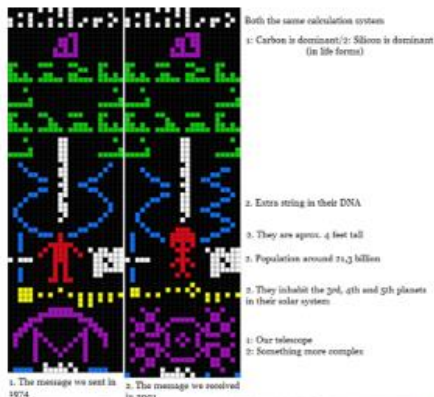 Both the same calculation system
1: Carbon is dominant/2: Silicon is dominant
(in life forms)
2. Extra string in their DNA
2. They are aprox. 4 feet tall
2. Population around 21,3 billion
2. They inhabit the 3rd, 4th and 5th planets
in their solar system
1: Our telescope
2: Something more complex
1. The message we sent in
1974
2. The message we received